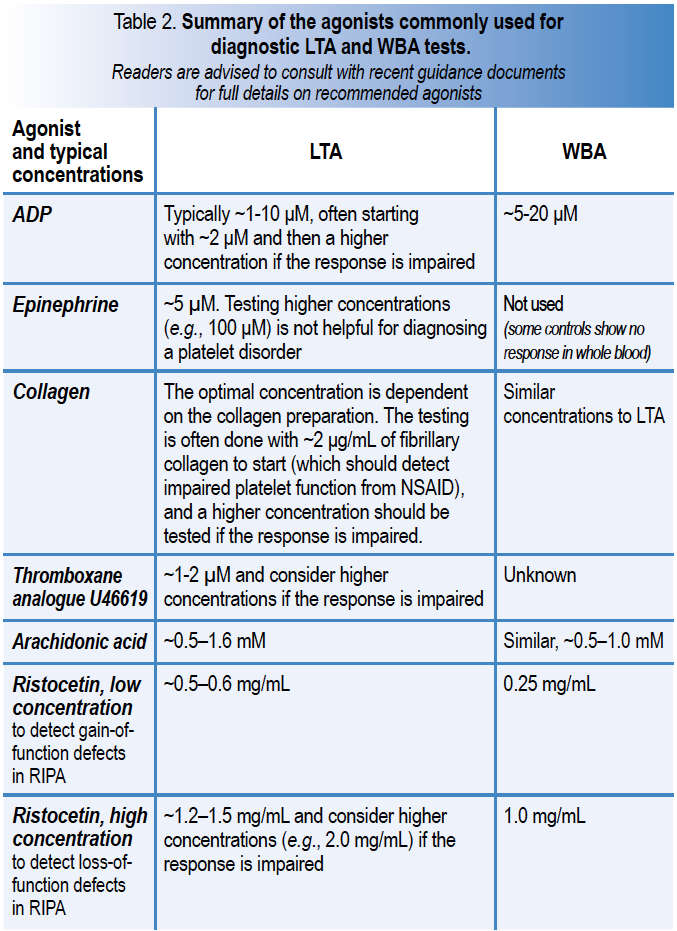 Table 2. Summary of the agonists commonly used for
diagnostic LTA and WBA tests.
Readers are advised to consult with recent guidance documents
for full details on recommended agonists
Agonist
and typical
concentrations
LTA
WBA
ADP
Typically ~1-10 µM, often starting
with ~2 µM and then a higher
concentration if the response is impaired
~5-20 µM
Epinephrine
~5 µM. Testing higher concentrations
(e.g., 100 µM) is not helpful for diagnosing
a platelet disorder
Not used
(some controls show no
response in whole blood)
Collagen
The optimal concentration is dependent
on the collagen preparation. The testing
is often done with ~2 µg/mL of fibrillary
collagen to start (which should detect
impaired platelet function from NSAID),
and a higher concentration should be
tested if the response is impaired.
Similar
concentrations to LTA
Thromboxane
analogue U46619
~1-2 µM and consider higher
concentrations if the response is impaired
Unknown
Arachidonic acid
~0.5–1.6 mM
Similar, ~0.5–1.0 mM
Ristocetin, low
concentration
to detect gain-of-
function defects
in RIPA
~0.5–0.6 mg/mL
0.25 mg/mL
Ristocetin, high
concentration
to detect loss-of-
function defects
in RIPA
~1.2–1.5 mg/mL and consider higher
concentrations (e.g., 2.0 mg/mL) if the
response is impaired
1.0 mg/mL